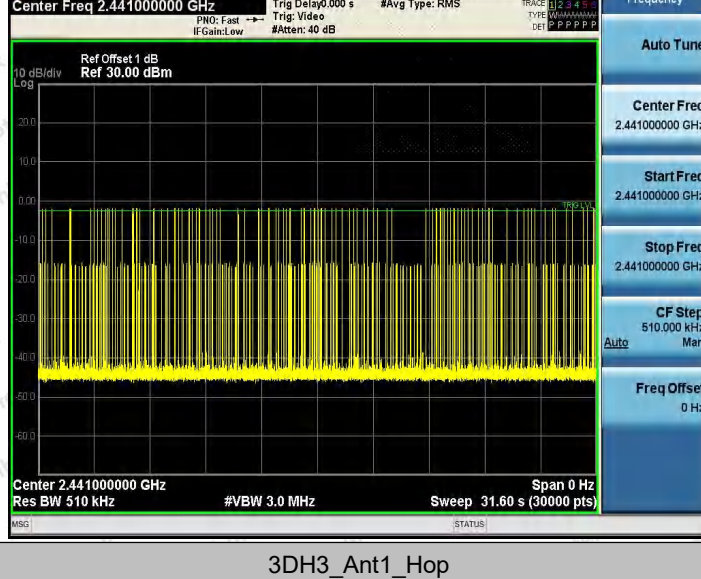 Center Freq 2.441000000 GHz
PNO: Fast
IFGain:Low
Trig Delay0.000 s
Trig: Video
#Atten: 40 dB
#Avg Type: RMS
TRACE 1 2 3 4 5 6
TYPE
DET P P P P P P
Frequency
Ref Offset 1 dB
10 dB/div Ref 30.00 dBm
Log
20.0
10.0
0.00
-10.0
-20.0
-30.0
-40.0
-50.0
-60.0
TRIG LVL
Center 2.441000000 GHz
Span 0 Hz
Res BW 510 kHz
#VBW 3.0 MHz
Sweep 31.60 s (30000 pts)
MSG
STATUS
Auto Tune
Center Freq
2.441000000 GHz
Start Freq
2.441000000 GHz
Stop Freq
2.441000000 GHz
CF Step
510.000 kHz
Auto Man
Freq Offset
0 Hz
3DH3_Ant1_Hop